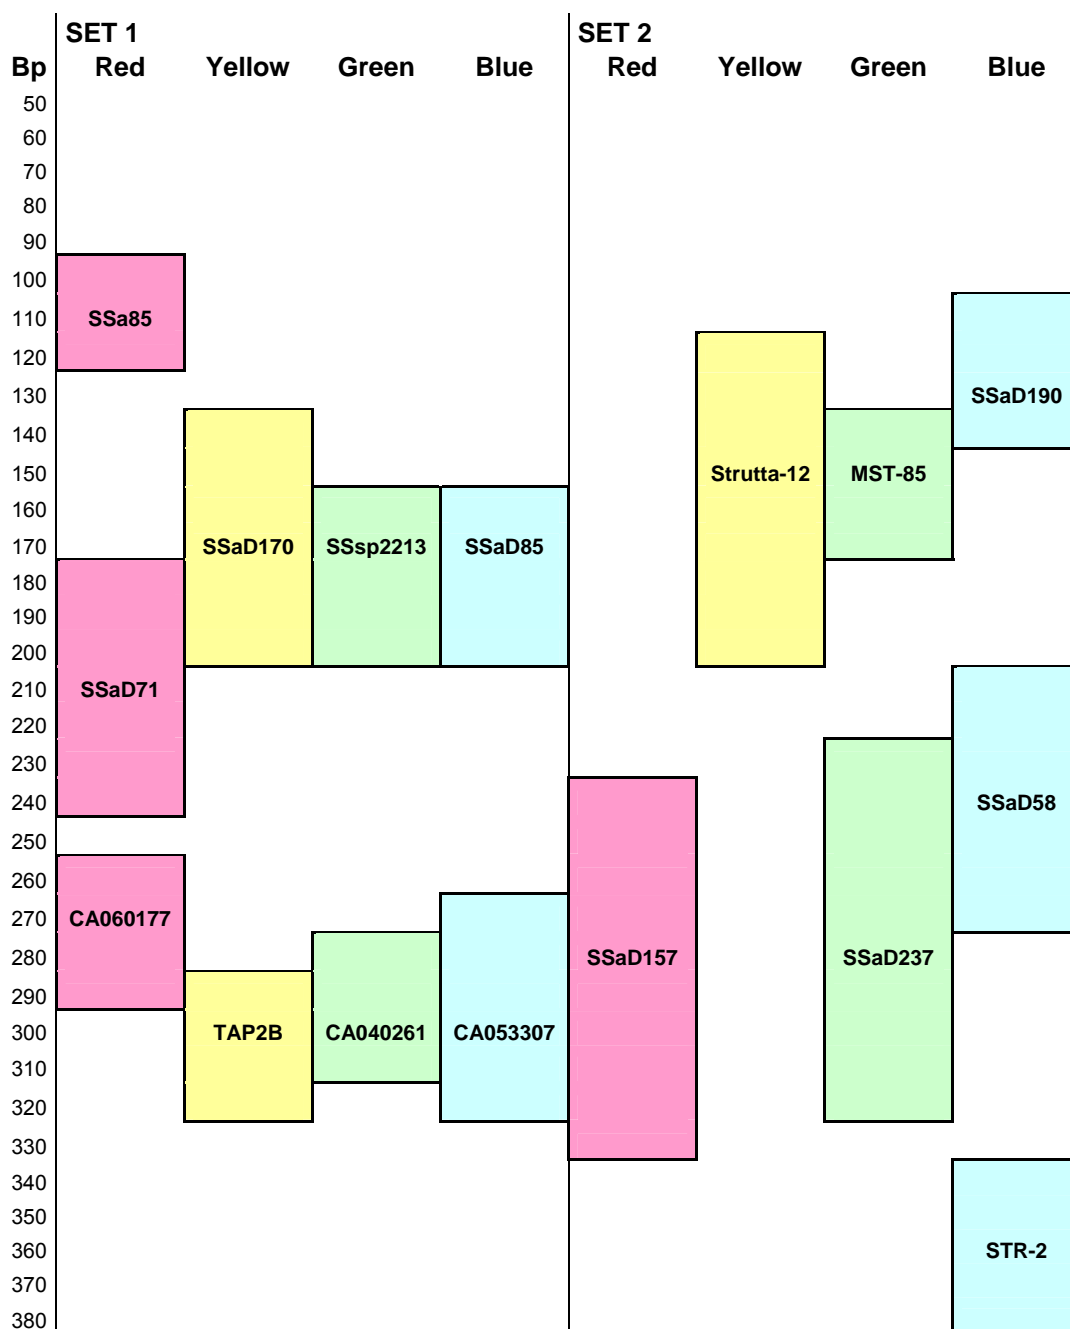 SET 1 SET 2
Bp Red Yellow Green Blue Red Yellow Green Blue
50
60
70
80
90
100
110 SSa85
120
130 SSaD190
140
150 Strutta-12 MST-85
160
170 SSaD170 SSsp2213 SSaD85
180
190
200
210 SSaD71
220
230
240 SSaD58
250
260
270 CA060177
280 SSaD157 SSaD237
290
300 TAP2B CA040261 CA053307
310
320
330
340
350
360 STR-2
370
380